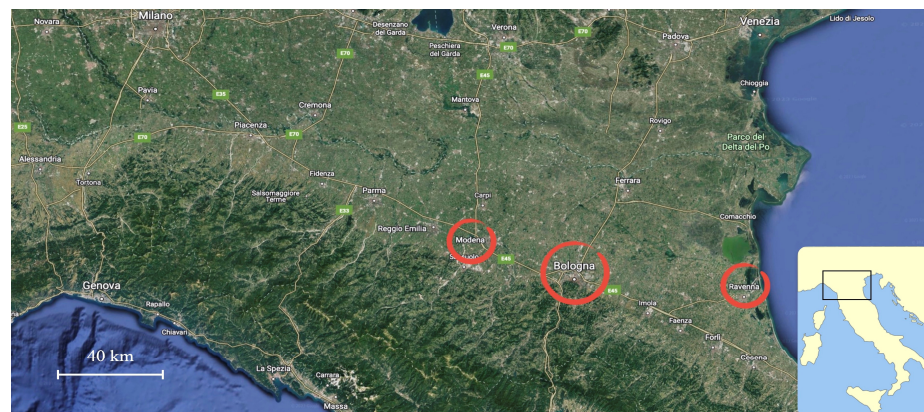 Novara
Milano
Desenzano
del Garda
Verona
Venezia
Lido di Jesolo
E70
Peschiera
del Garda
E70
E70
Padova
Chioggia
Pavia
E35
E45
Cremona
Mantova
Rovigo
E25
E70
Piacenza
E70
Parco del
Delta del Po
Alessandria
Tortona
Fidenza
Salsomaggiore
Terme
Parma
Carpi
Ferrara
E33
Comacchio
Reggio Emilia
Modena
E45
Bologna
Genova
E45
Ravenna
Rapallo
Imola
Chiavari
Faenza
Forlì
40 km
Cesena
La Spezia
Carrara
Massa